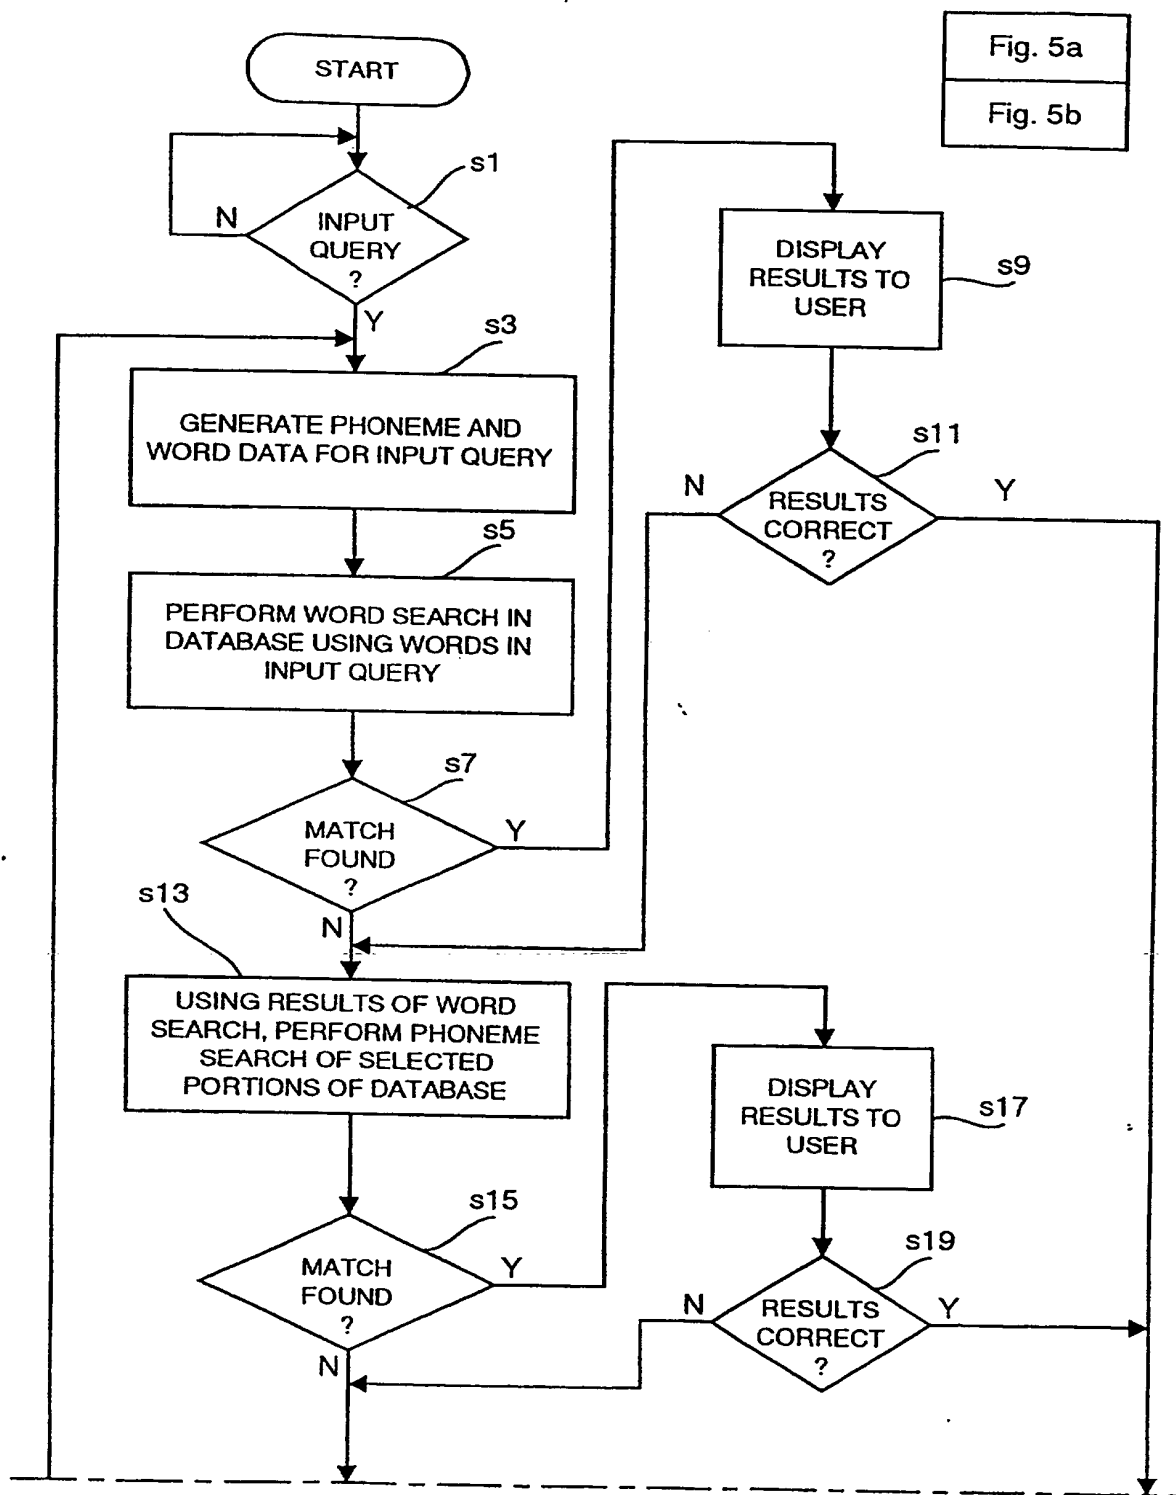 Fig. 5a
Fig. 5b
START
s1
N
INPUT
QUERY
?
Y
s3
GENERATE PHONEME AND
WORD DATA FOR INPUT QUERY
s5
PERFORM WORD SEARCH IN
DATABASE USING WORDS IN
INPUT QUERY
s7
MATCH
FOUND
?
Y
N
DISPLAY
RESULTS TO
USER
s9
s11
N
RESULTS
CORRECT
?
Y
s13
USING RESULTS OF WORD
SEARCH, PERFORM PHONEME
SEARCH OF SELECTED
PORTIONS OF DATABASE
s15
MATCH
FOUND
?
Y
N
DISPLAY
RESULTS TO
USER
s17
s19
N
RESULTS
CORRECT
?
Y